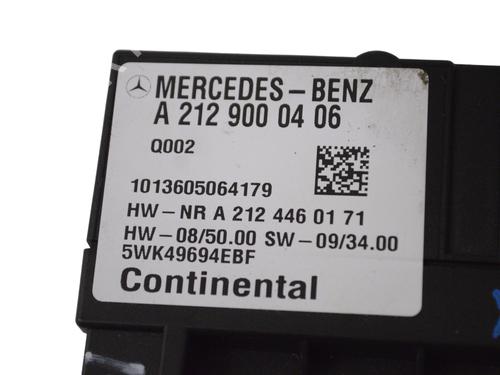 MERCEDES-BENZ
A 212 900 04 06
Q002
1013605064179
HW-NR A 212 446 01 71
HW-08/50.00 SW-09/34.00
5WK49694EBF
Continental